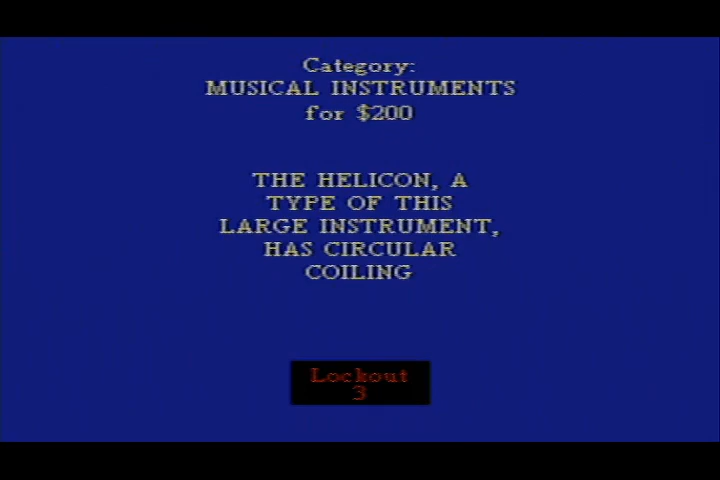 Category:
MUSICAL INSTRUMENTS
for $200
THE HELICON, A
TYPE OF THIS
LARGE INSTRUMENT,
HAS CIRCULAR
COILING
Lockout
3